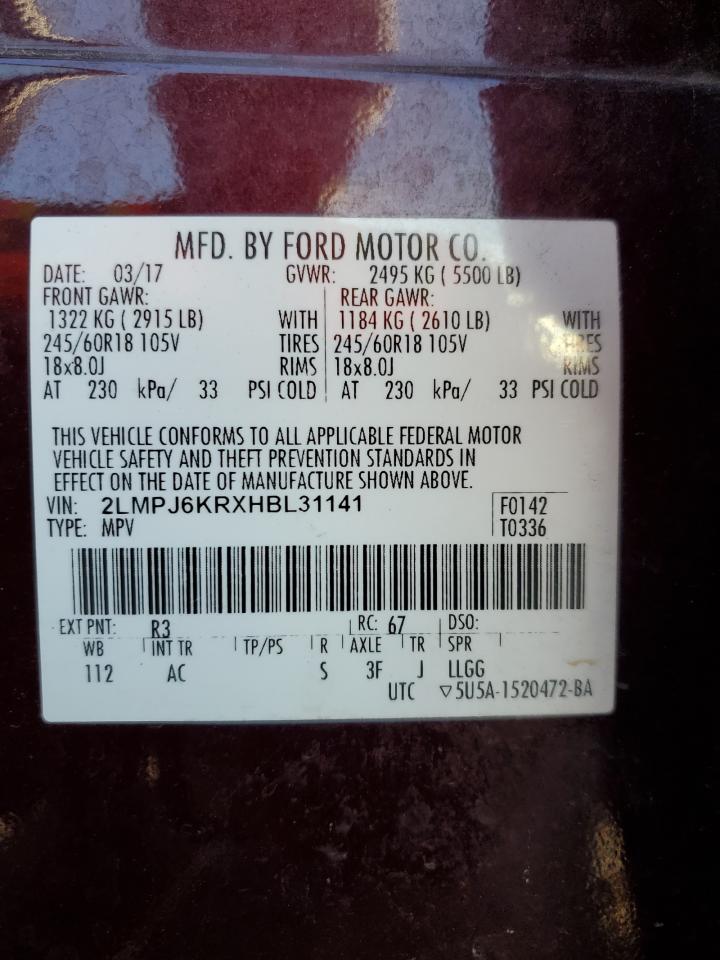 MFD. BY FORD MOTOR CO.
DATE: 03/17 GVWR: 2495 KG ( 5500 LB)
FRONT GAWR: REAR GAWR:
1322 KG ( 2915 LB) WITH 1184 KG ( 2610 LB) WITH
245/60R18 105V TIRES 245/60R18 105V TIRES
18x8.0J RIMS 18x8.0J RIMS
AT 230 kPa/ 33 PSI COLD AT 230 kPa/ 33 PSI COLD
THIS VEHICLE CONFORMS TO ALL APPLICABLE FEDERAL MOTOR
VEHICLE SAFETY AND THEFT PREVENTION STANDARDS IN
EFFECT ON THE DATE OF MANUFACTURE SHOWN ABOVE.
VIN: 2LMPJ6KRXHBL31141 F0142
TYPE: MPV T0336
EXT PNT: R3 RC: 67 DSO:
WB INT TR TP/PS R AXLE TR SPR
112 AC S 3F J LLGG
UTC ▽5U5A-1520472-BA